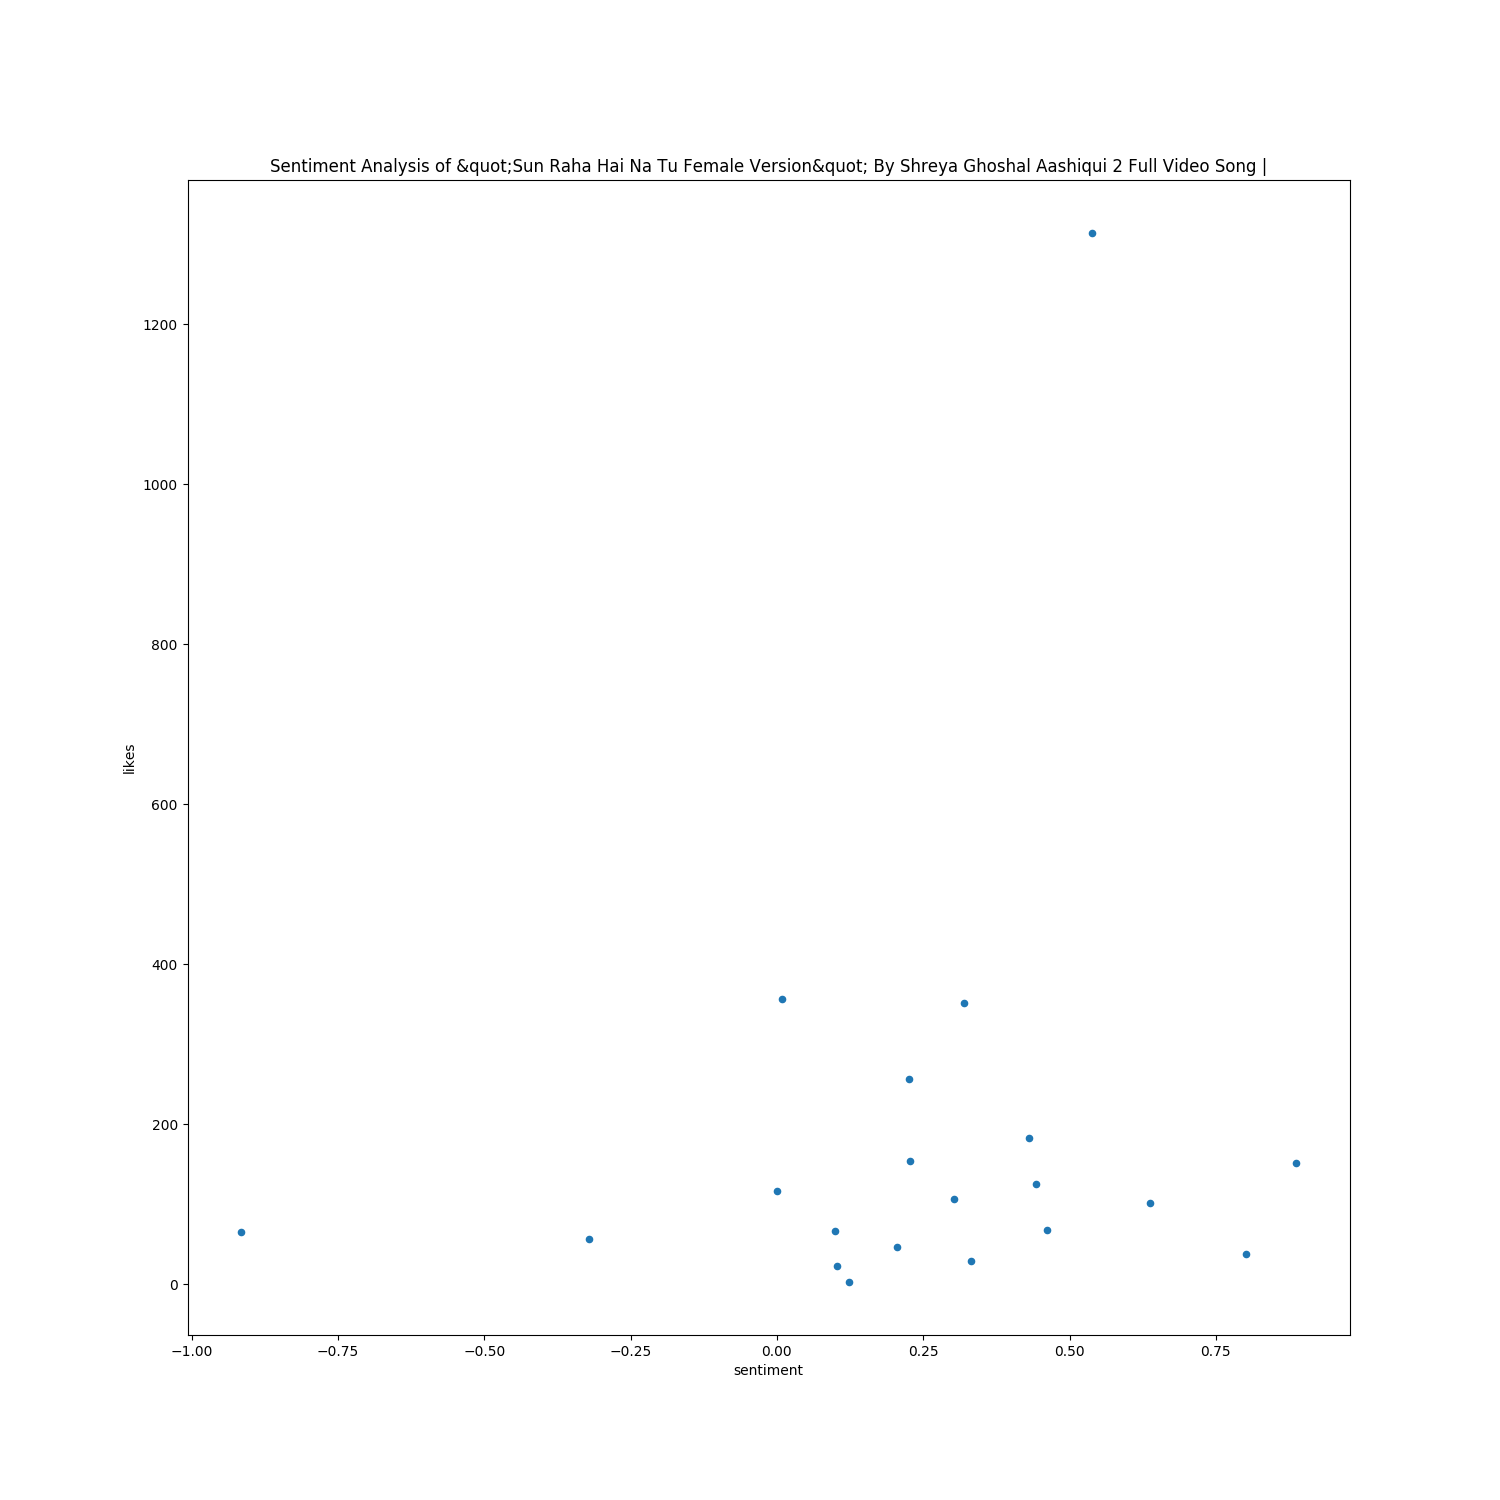 Sentiment Analysis of &quot;Sun Raha Hai Na Tu Female Version&quot; By Shreya Ghoshal Aashiqui 2 Full Video Song |
1200
1000
800
600
400
200
0
likes
−1.00 −0.75 −0.50 −0.25 0.00 0.25 0.50 0.75
sentiment